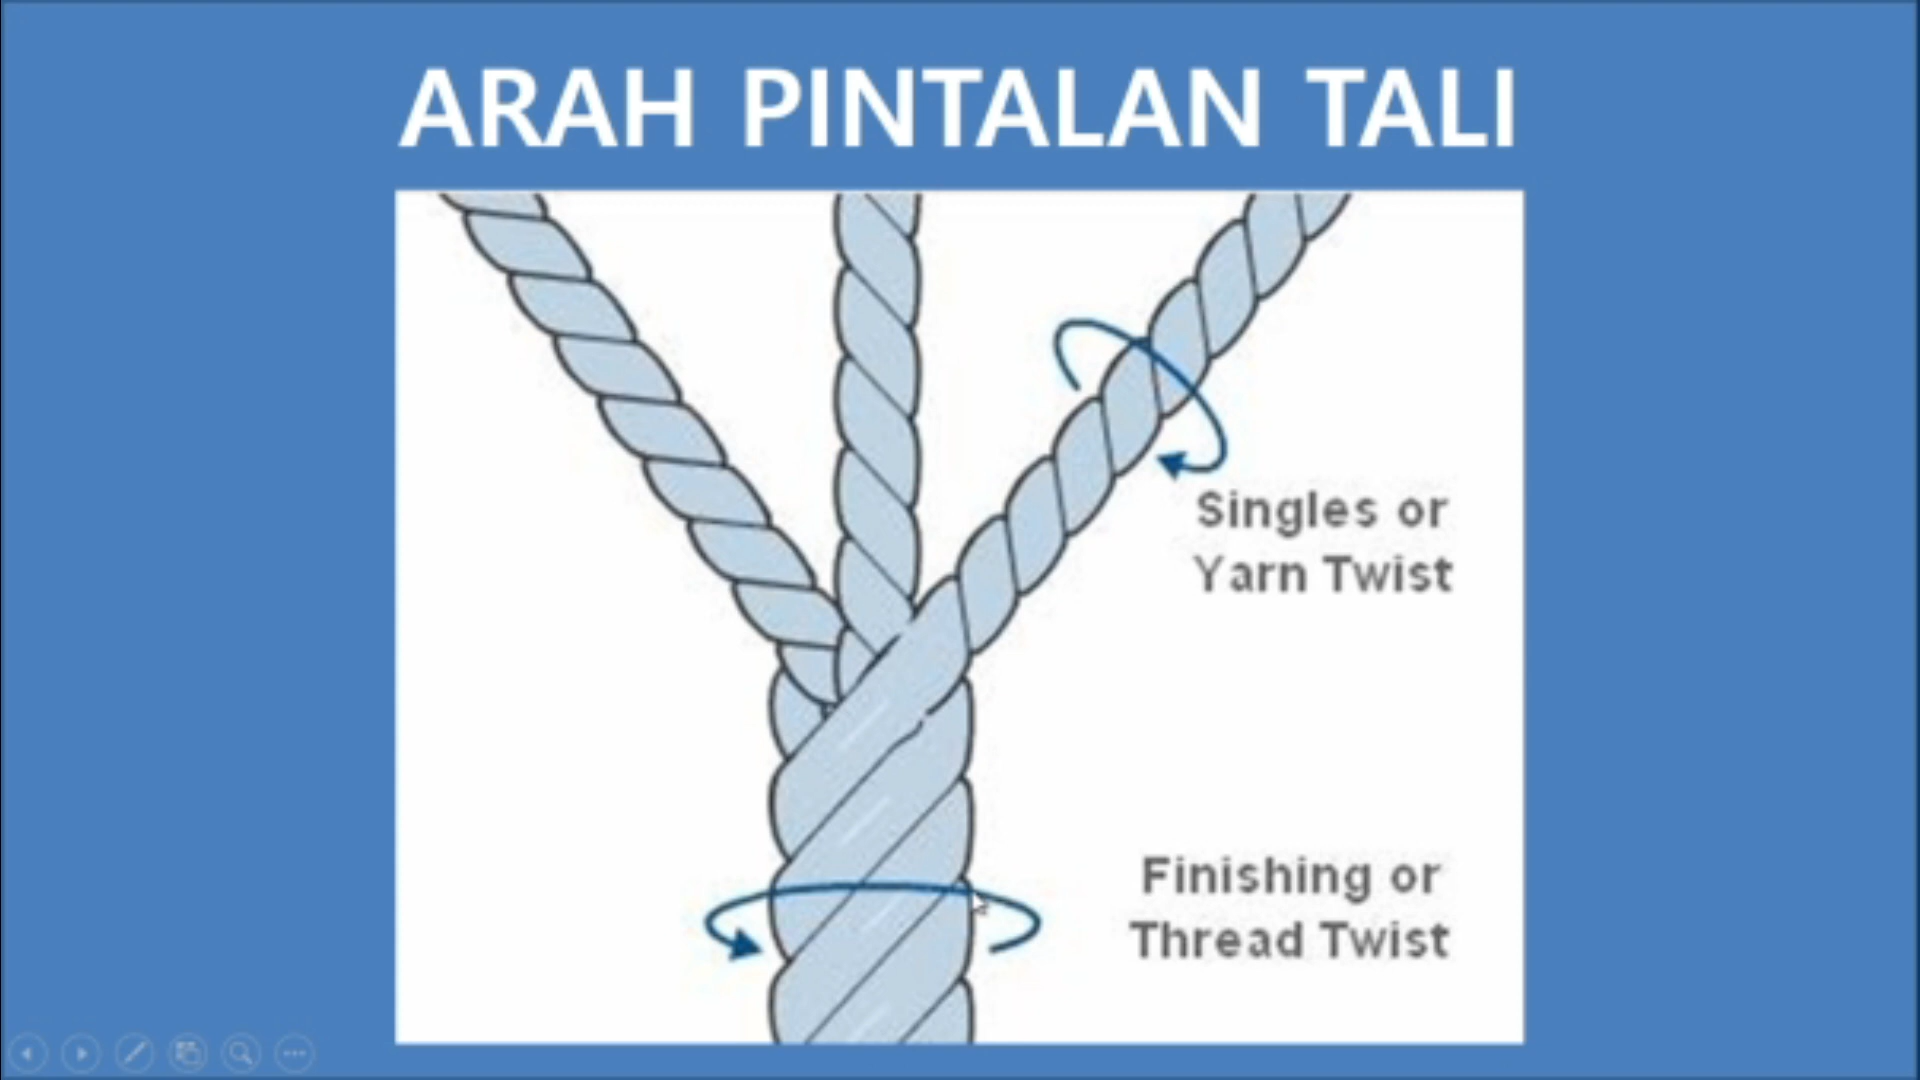 ARAH PINTALAN TALI
Singles or
Yarn Twist
Finishing or
Thread Twist